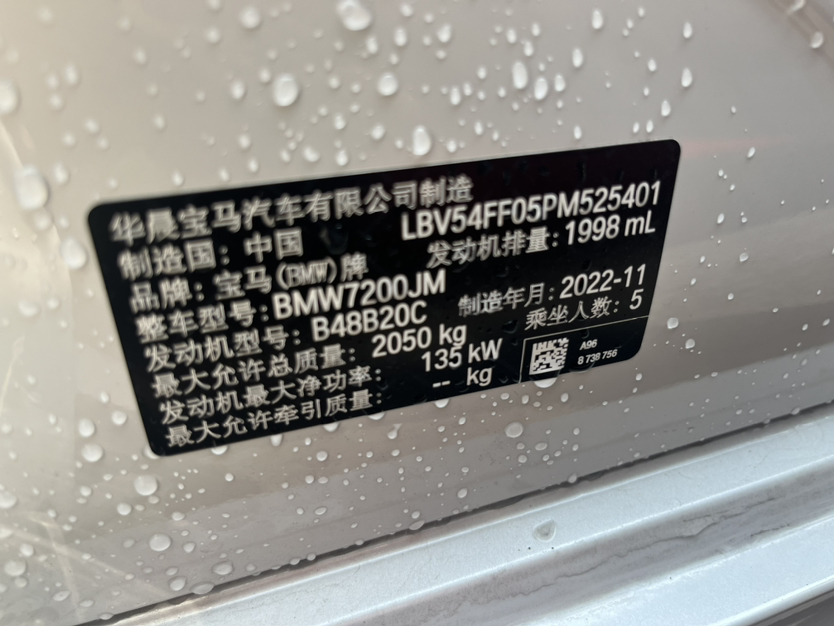 华晨宝马汽车有限公司制造
制造国：中国 LBV54FF05PM525401
品牌：宝马(BMW)牌 发动机排量：1998 mL
整车型号：BMW7200JM
发动机型号：B48B20C 制造年月：2022-11
最大允许总质量：2050 kg 乘坐人数：5
发动机最大净功率：135 kW
最大允许牵引质量：-- kg
A96
8 738 756